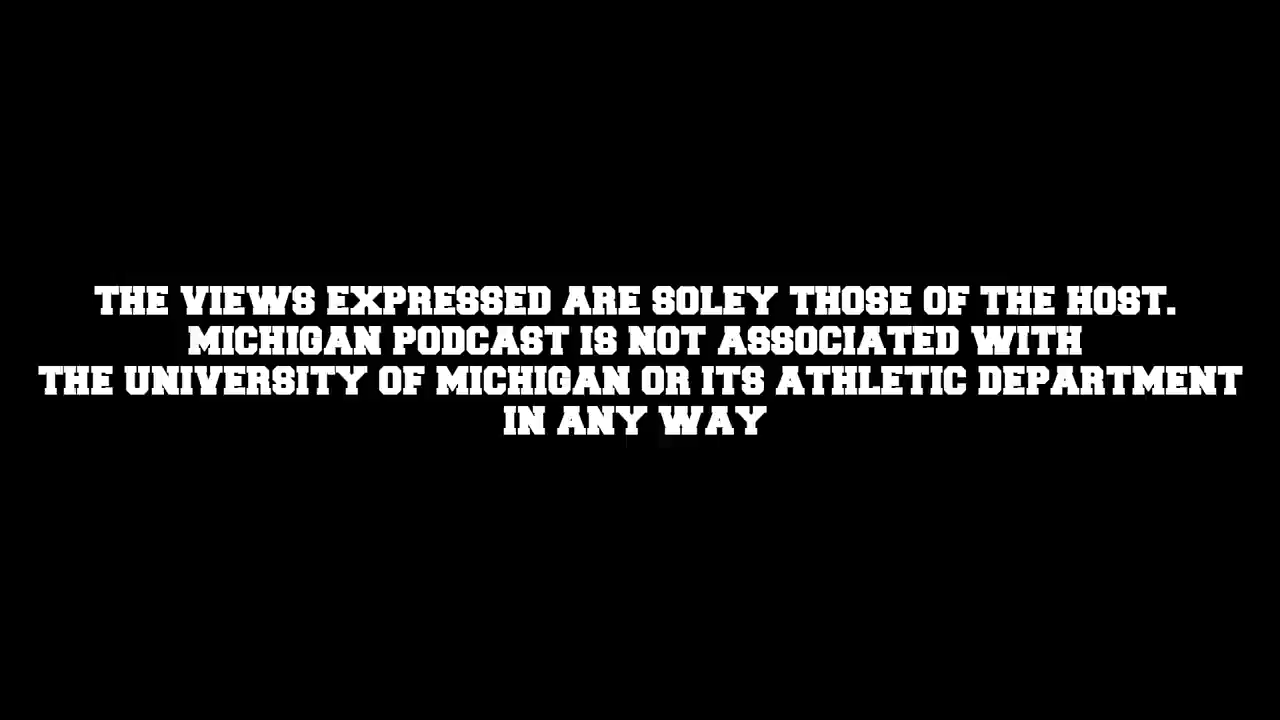 THE VIEWS EXPRESSED ARE SOLEY THOSE OF THE HOST.
MICHIGAN PODCAST IS NOT ASSOCIATED WITH
THE UNIVERSITY OF MICHIGAN OR ITS ATHLETIC DEPARTMENT
IN ANY WAY